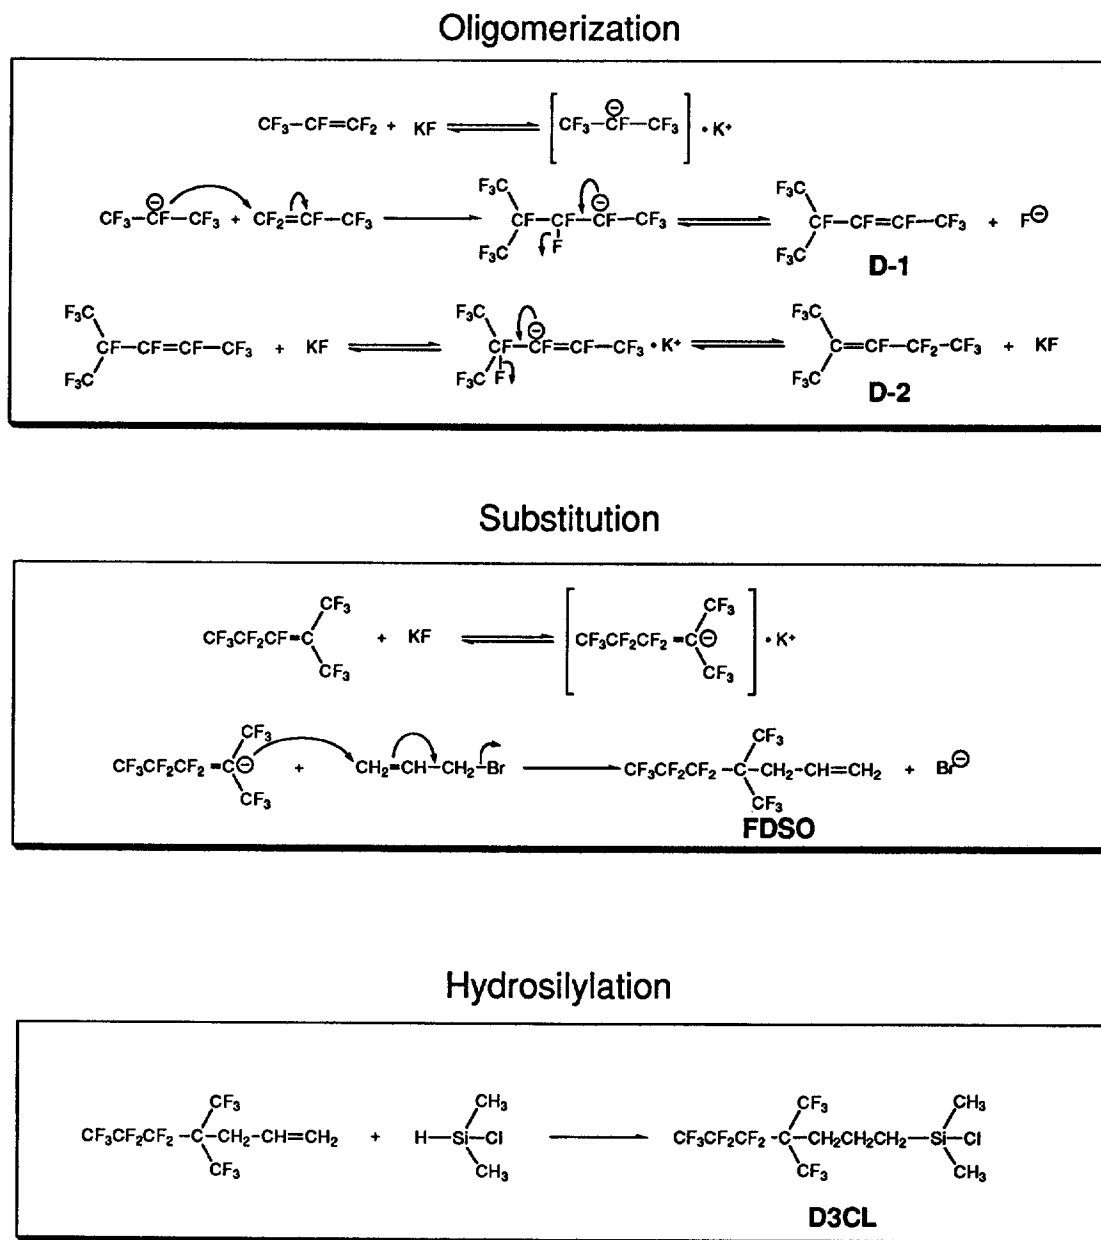 Oligomerization
CF₃–CF=CF₂ + KF ⇌ [CF₃–CF⊖–CF₃] • K⁺
CF₃–CF⊖–CF₃ + CF₂=CF–CF₃ → F₃C F₃C CF–CF–CF⊖–CF₃ F ⇌ F₃C F₃C CF–CF=CF–CF₃ + F⊖
D-1
F₃C F₃C CF–CF=CF–CF₃ + KF ⇌ F₃C F₃C CF–CF⊖=CF–CF₃ F • K⁺ ⇌ F₃C F₃C C=CF–CF₂–CF₃ + KF
D-2
Substitution
CF₃CF₂CF=C CF₃ CF₃ + KF ⇌ [CF₃CF₂CF₂=C⊖ CF₃ CF₃] • K⁺
CF₃CF₂CF₂=C⊖ CF₃ CF₃ + CH₂=CH–CH₂–Br → CF₃CF₂CF₂–C–CH₂–CH=CH₂ CF₃ CF₃ + Br⊖
FDSO
Hydrosilylation
CF₃CF₂CF₂–C–CH₂–CH=CH₂ CF₃ CF₃ + H–Si–Cl CH₃ CH₃ → CF₃CF₂CF₂–C–CH₂CH₂CH₂–Si–Cl CF₃ CF₃ CH₃ CH₃
D3CL